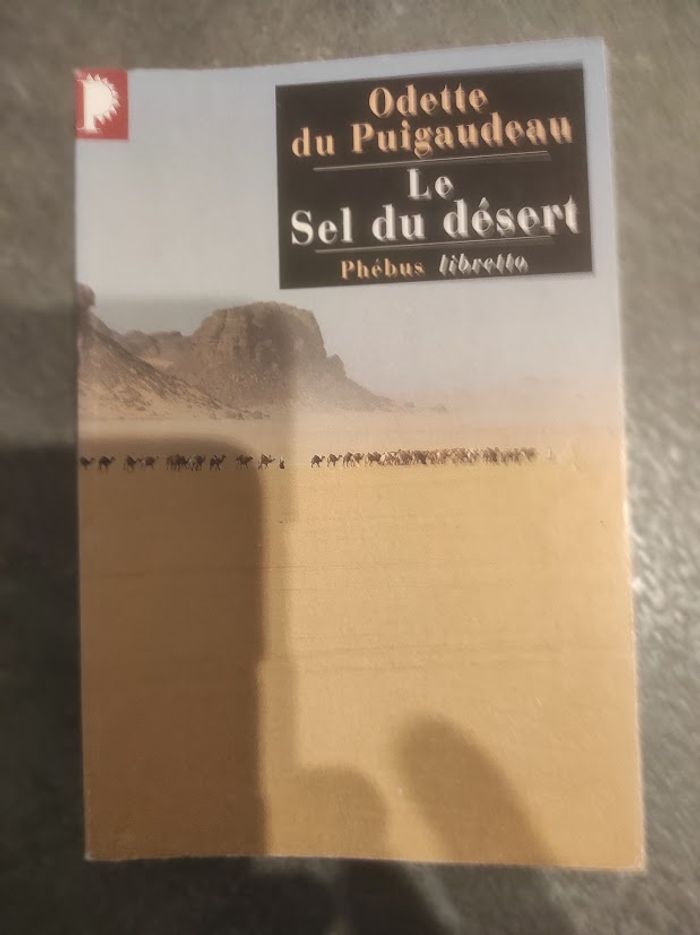 P
Odette
du Puigaudeau
Le
Sel du désert
Phébus libretto